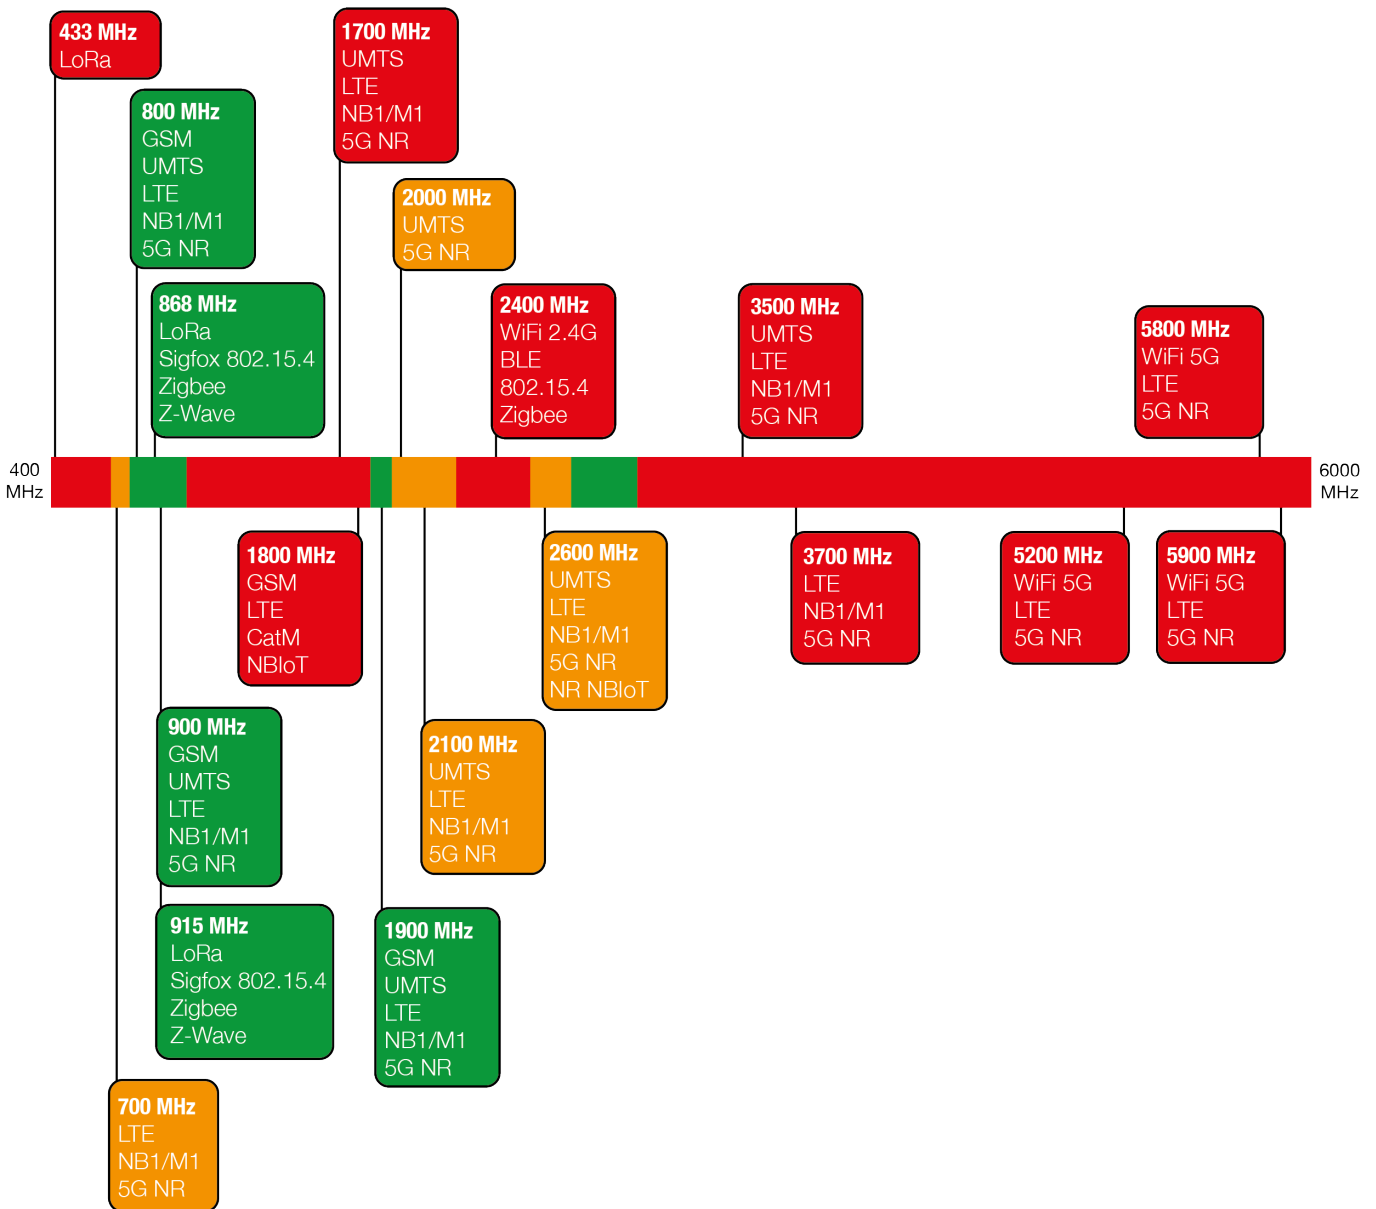 433 MHz
LoRa
1700 MHz
UMTS
LTE
NB1/M1
5G NR
800 MHz
GSM
UMTS
LTE
NB1/M1
5G NR
2000 MHz
UMTS
5G NR
868 MHz
LoRa
Sigfox 802.15.4
Zigbee
Z-Wave
2400 MHz
WiFi 2.4G
BLE
802.15.4
Zigbee
3500 MHz
UMTS
LTE
NB1/M1
5G NR
5800 MHz
WiFi 5G
LTE
5G NR
400
MHz
6000
MHz
1800 MHz
GSM
LTE
CatM
NBIoT
2600 MHz
UMTS
LTE
NB1/M1
5G NR
NR NBIoT
3700 MHz
LTE
NB1/M1
5G NR
5200 MHz
WiFi 5G
LTE
5G NR
5900 MHz
WiFi 5G
LTE
5G NR
900 MHz
GSM
UMTS
LTE
NB1/M1
5G NR
2100 MHz
UMTS
LTE
NB1/M1
5G NR
915 MHz
LoRa
Sigfox 802.15.4
Zigbee
Z-Wave
1900 MHz
GSM
UMTS
LTE
NB1/M1
5G NR
700 MHz
LTE
NB1/M1
5G NR